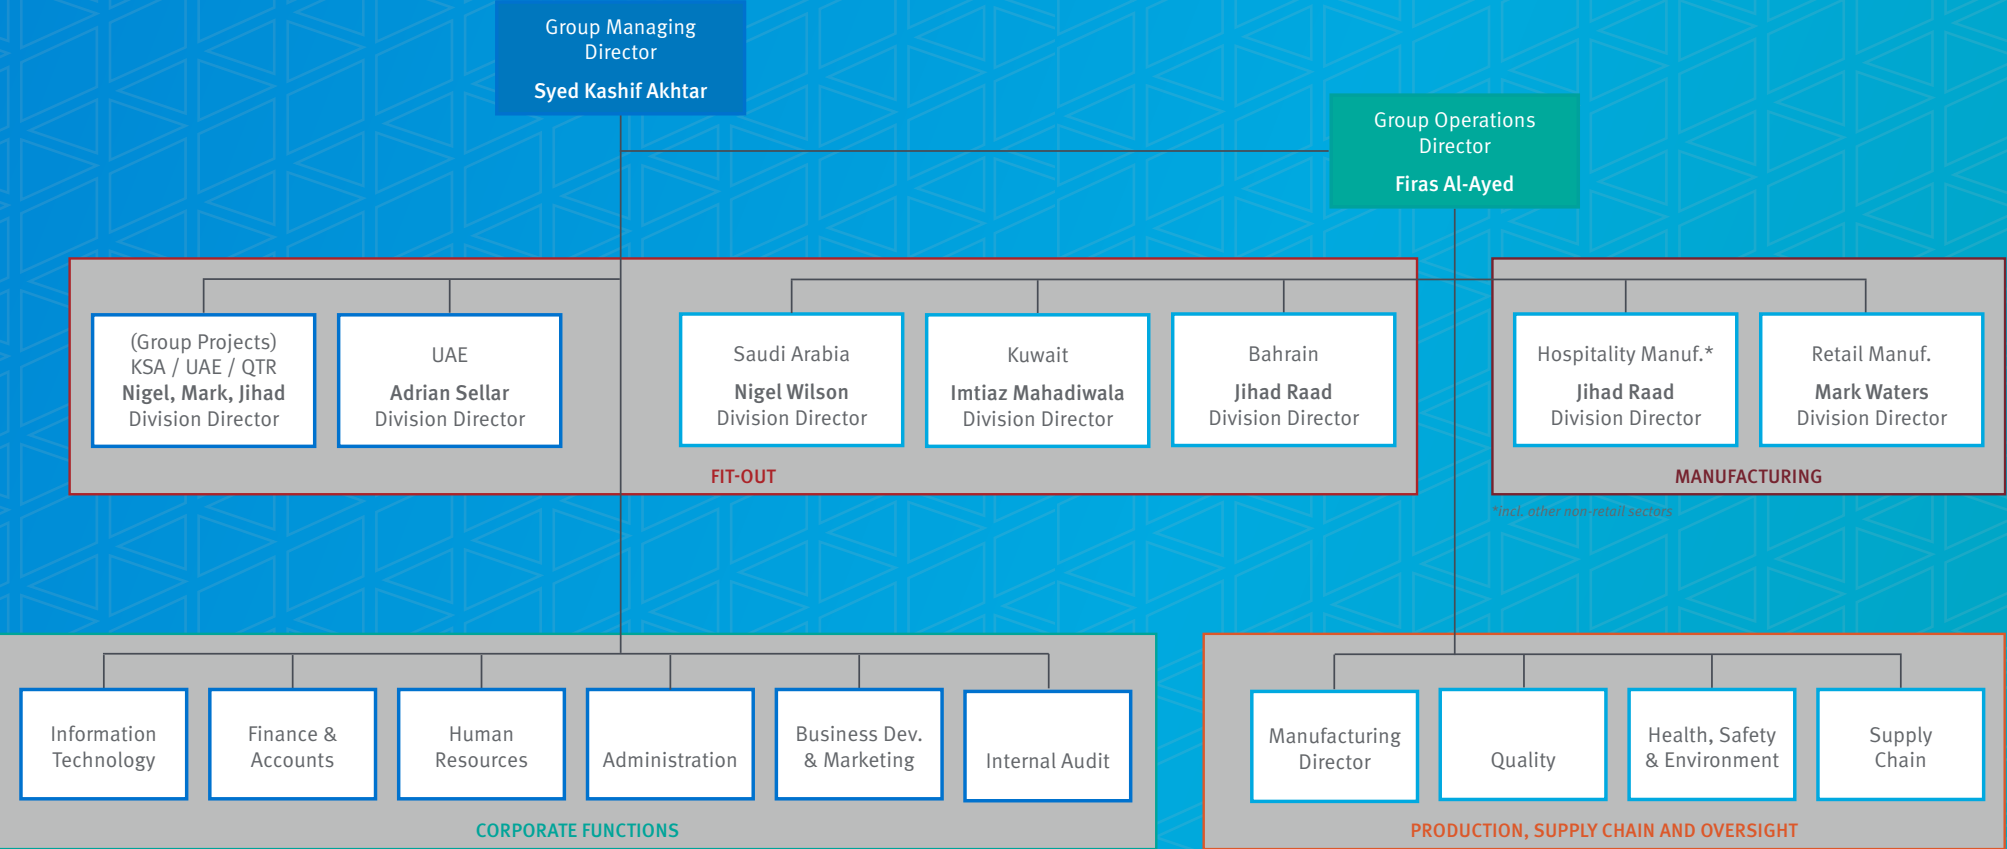 Group Managing
Director
Syed Kashif Akhtar
Group Operations
Director
Firas Al-Ayed
(Group Projects)
KSA / UAE / QTR
Nigel, Mark, Jihad
Division Director
UAE
Adrian Sellar
Division Director
Saudi Arabia
Nigel Wilson
Division Director
Kuwait
Imtiaz Mahadiwala
Division Director
Bahrain
Jihad Raad
Division Director
FIT-OUT
Hospitality Manuf.*
Jihad Raad
Division Director
Retail Manuf.
Mark Waters
Division Director
MANUFACTURING
*incl. other non-retail sectors
Information
Technology
Finance &
Accounts
Human
Resources
Administration
Business Dev.
& Marketing
Internal Audit
CORPORATE FUNCTIONS
Manufacturing
Director
Quality
Health, Safety
& Environment
Supply
Chain
PRODUCTION, SUPPLY CHAIN AND OVERSIGHT